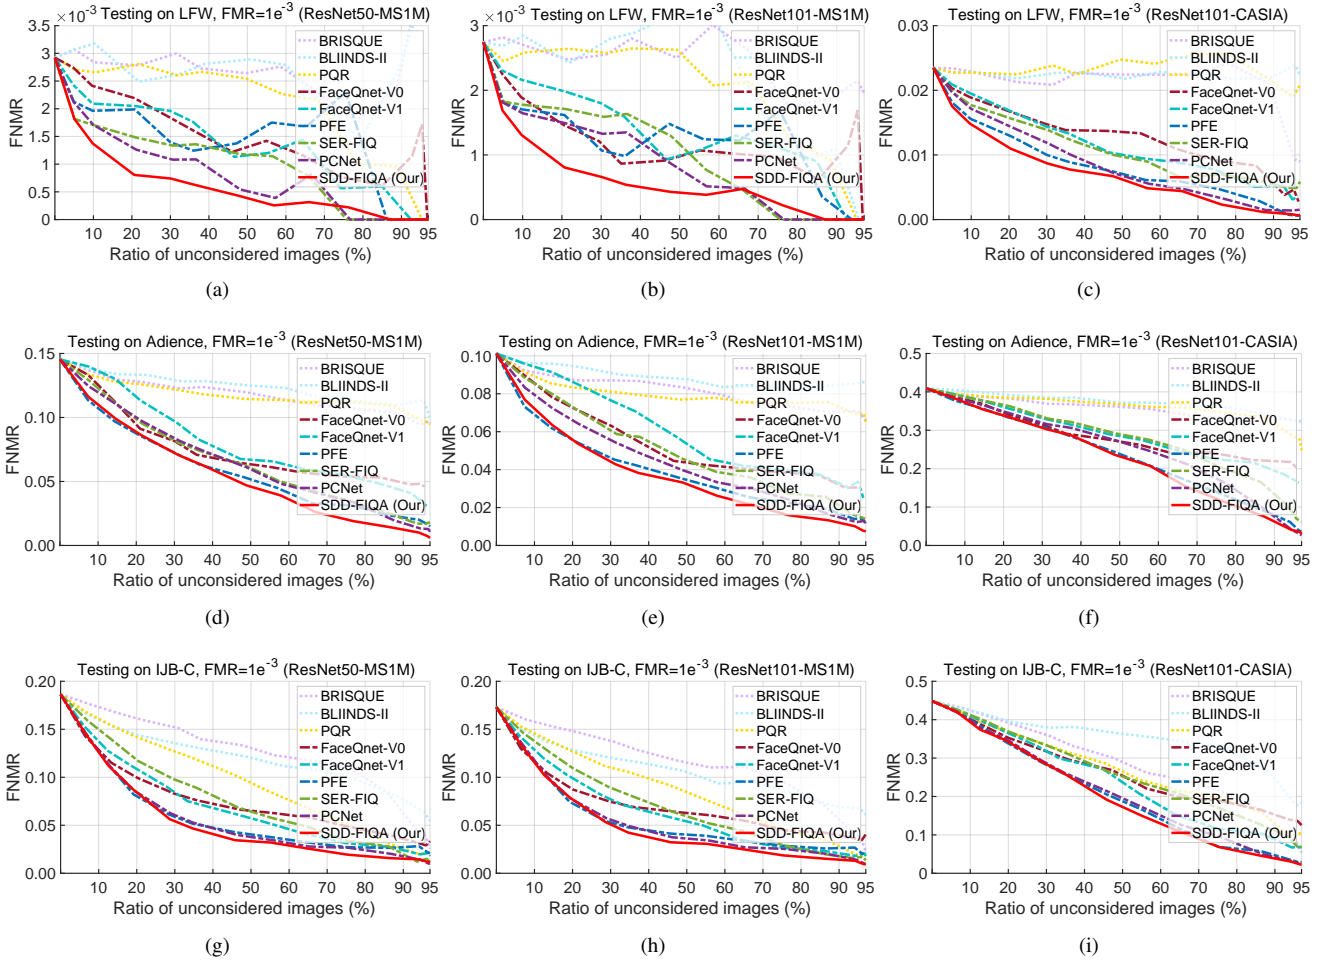 ×10⁻³ Testing on LFW, FMR=1e⁻³ (ResNet50-MS1M)
3.5
3
2.5
2
1.5
1
0.5
0
FNMR
BRISQUE
BLIINDS-II
PQR
FaceQnet-V0
FaceQnet-V1
PFE
SER-FIQ
PCNet
SDD-FIQA (Our)
10 20 30 40 50 60 70 80 90 95
Ratio of unconsidered images (%)
(a)
×10⁻³ Testing on LFW, FMR=1e⁻³ (ResNet101-MS1M)
3
2
1
0
FNMR
BRISQUE
BLIINDS-II
PQR
FaceQnet-V0
FaceQnet-V1
PFE
SER-FIQ
PCNet
SDD-FIQA (Our)
10 20 30 40 50 60 70 80 90 95
Ratio of unconsidered images (%)
(b)
Testing on LFW, FMR=1e⁻³ (ResNet101-CASIA)
0.03
0.02
0.01
0.00
FNMR
BRISQUE
BLIINDS-II
PQR
FaceQnet-V0
FaceQnet-V1
PFE
SER-FIQ
PCNet
SDD-FIQA (Our)
10 20 30 40 50 60 70 80 90 95
Ratio of unconsidered images (%)
(c)
Testing on Adience, FMR=1e⁻³ (ResNet50-MS1M)
0.15
0.10
0.05
0.00
FNMR
BRISQUE
BLIINDS-II
PQR
FaceQnet-V0
FaceQnet-V1
PFE
SER-FIQ
PCNet
SDD-FIQA (Our)
10 20 30 40 50 60 70 80 95
Ratio of unconsidered images (%)
(d)
Testing on Adience, FMR=1e⁻³ (ResNet101-MS1M)
0.10
0.08
0.06
0.04
0.02
0.00
FNMR
BRISQUE
BLIINDS-II
PQR
FaceQnet-V0
FaceQnet-V1
PFE
SER-FIQ
PCNet
SDD-FIQA (Our)
10 20 30 40 50 60 70 80 95
Ratio of unconsidered images (%)
(e)
Testing on Adience, FMR=1e⁻³ (ResNet101-CASIA)
0.5
0.4
0.3
0.2
0.1
0.0
FNMR
BRISQUE
BLIINDS-II
PQR
FaceQnet-V0
FaceQnet-V1
PFE
SER-FIQ
PCNet
SDD-FIQA (Our)
10 20 30 40 50 60 70 80 95
Ratio of unconsidered images (%)
(f)
Testing on IJB-C, FMR=1e⁻³ (ResNet50-MS1M)
0.20
0.15
0.10
0.05
0.00
FNMR
BRISQUE
BLIINDS-II
PQR
FaceQnet-V0
FaceQnet-V1
PFE
SER-FIQ
PCNet
SDD-FIQA (Our)
10 20 30 40 50 60 70 80 95
Ratio of unconsidered images (%)
(g)
Testing on IJB-C, FMR=1e⁻³ (ResNet101-MS1M)
0.20
0.15
0.10
0.05
0.00
FNMR
BRISQUE
BLIINDS-II
PQR
FaceQnet-V0
FaceQnet-V1
PFE
SER-FIQ
PCNet
SDD-FIQA (Our)
10 20 30 40 50 60 70 80 95
Ratio of unconsidered images (%)
(h)
Testing on IJB-C, FMR=1e⁻³ (ResNet101-CASIA)
0.5
0.4
0.3
0.2
0.1
0
FNMR
BRISQUE
BLIINDS-II
PQR
FaceQnet-V0
FaceQnet-V1
PFE
SER-FIQ
PCNet
SDD-FIQA (Our)
10 20 30 40 50 60 70 80 95
Ratio of unconsidered images (%)
(i)